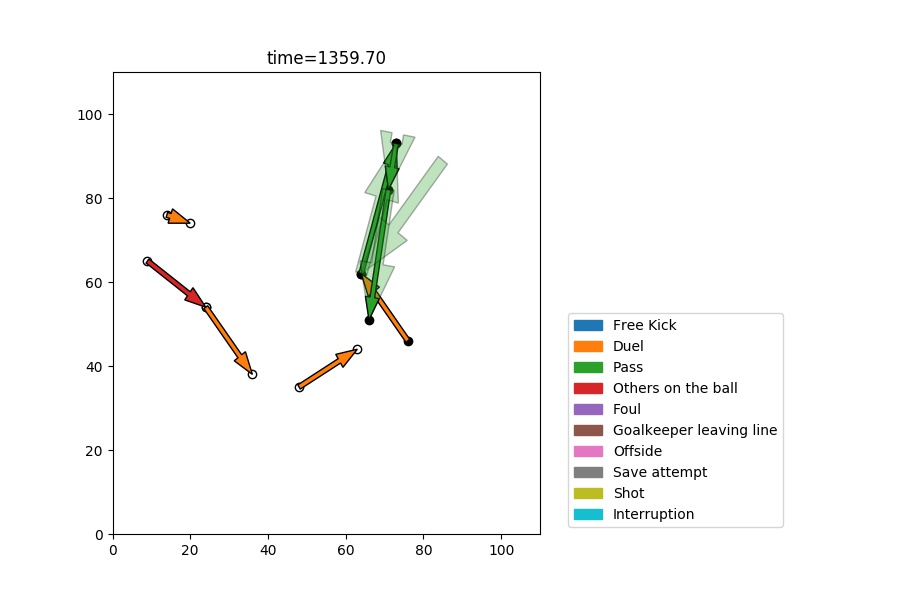 time=1359.70
100
80
60
40
20
0
0 20 40 60 80 100
Free Kick
Duel
Pass
Others on the ball
Foul
Goalkeeper leaving line
Offside
Save attempt
Shot
Interruption